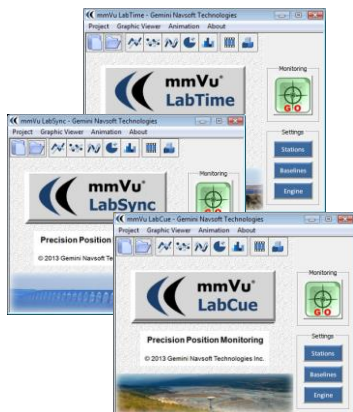 mmVu LabTime - Gemini Navsoft Technologies
Project Graphic Viewer Animation About
mmVu®
LabTime
Monitoring
GO
Settings
Stations
Baselines
Engine
mmVu LabSync - Gemini Navsoft Technologies
Project Graphic Viewer Animation About
mmVu®
LabSync
Monitoring
Precision Position
© 2013 Gemini Navsoft Te
mmVu LabCue - Gemini Navsoft Technologies
Project Graphic Viewer Animation About
mmVu®
LabCue
Precision Position Monitoring
© 2013 Gemini Navsoft Technologies Inc.
Monitoring
GO
Settings
Stations
Baselines
Engine